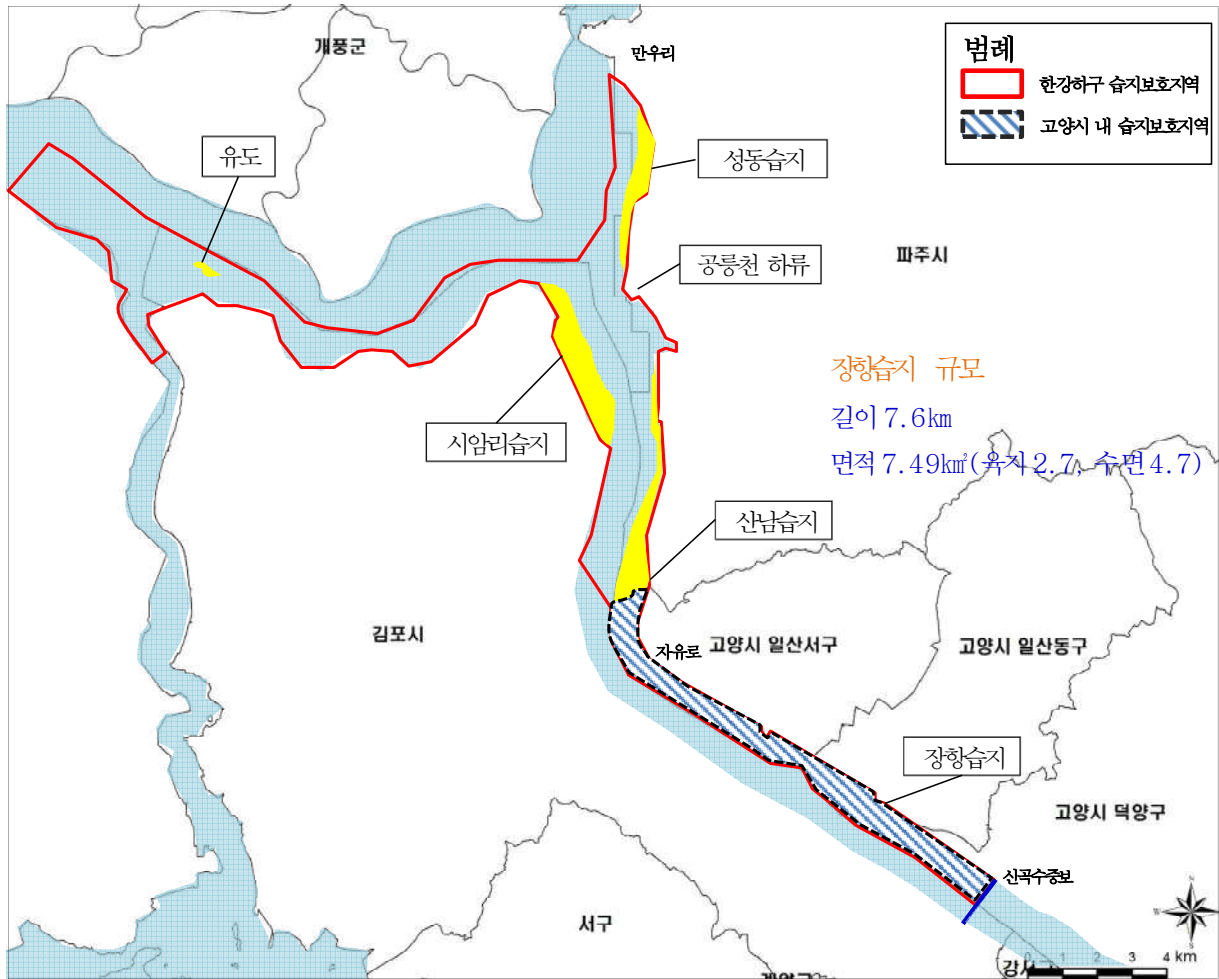 범례
한강하구 습지보호지역
고양시 내 습지보호지역
개풍군
만우리
유도
성동습지
공릉천 하류
파주시
장항습지 규모
길이 7.6km
면적 7.49㎢(육지 2.7, 수면 4.7)
시암리습지
산남습지
김포시
자유로
고양시 일산서구
고양시 일산동구
장항습지
고양시 덕양구
신곡수중보
서구
N
W
S
0 1 2 3 4 km